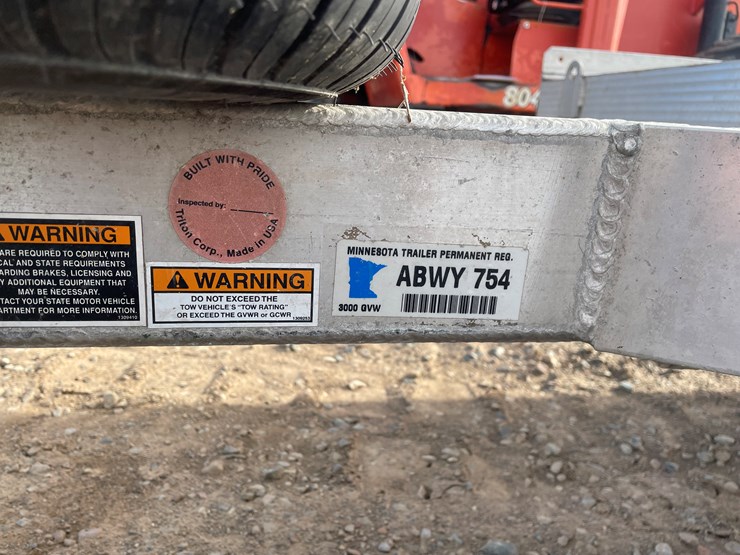 804
BUILT WITH PRIDE
Inspected by:
Triton Corp., Made in USA
WARNING
ARE REQUIRED TO COMPLY WITH
CAL AND STATE REQUIREMENTS
ARDING BRAKES, LICENSING AND
Y ADDITIONAL EQUIPMENT THAT
MAY BE NECESSARY.
TACT YOUR STATE MOTOR VEHICLE
ARTMENT FOR MORE INFORMATION.
1300410
WARNING
DO NOT EXCEED THE
TOW VEHICLE'S "TOW RATING"
OR EXCEED THE GVWR or GCWR
MINNESOTA TRAILER PERMANENT REG.
ABWY 754
3000 GVW